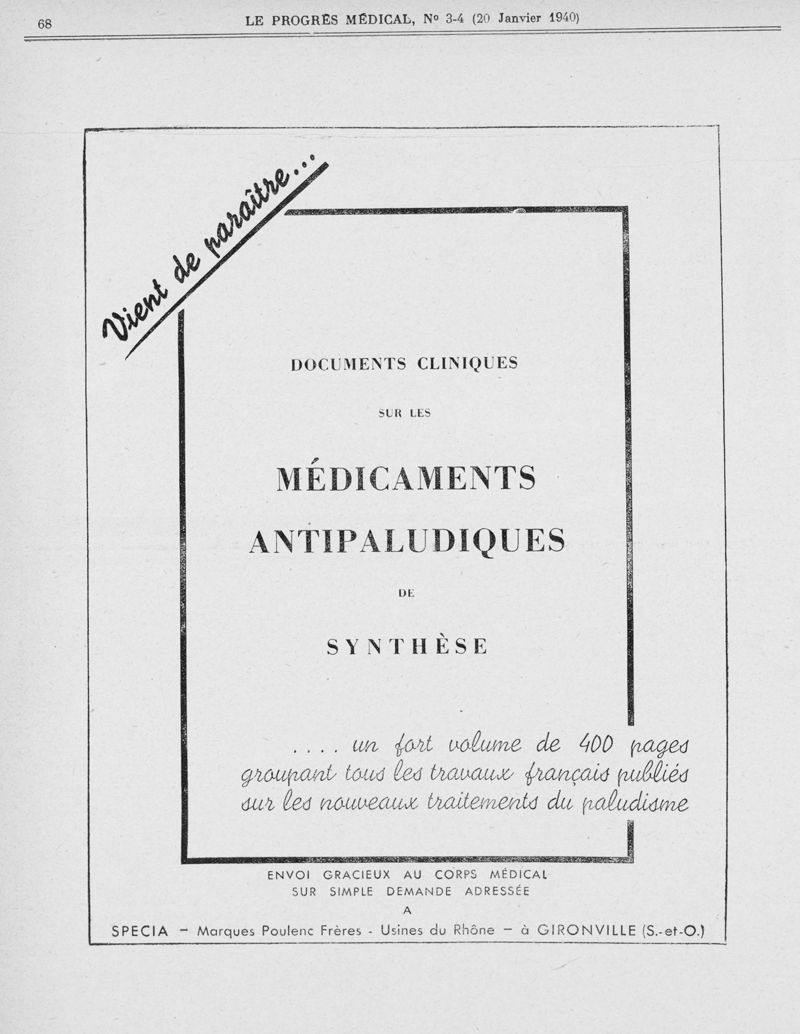 68
LE PROGRÈS MÉDICAL, Nº 3-4 (20 Janvier 1940)
Vient de paraître...
DOCUMENTS CLINIQUES
SUR LES
MÉDICAMENTS
ANTIPALUDIQUES
DE
SYNTHÈSE
.... un fort volume de 400 pages
groupant tous les travaux français publiés
sur les nouveaux traitements du paludisme
ENVOI GRACIEUX AU CORPS MÉDICAL
SUR SIMPLE DEMANDE ADRESSÉE
A
SPECIA – Marques Poulenc Frères - Usines du Rhône – à GIRONVILLE (S.-et-O.)